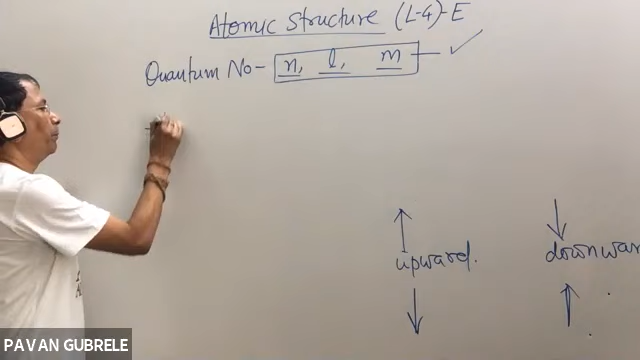 Atomic Structure (L-4)-E
Quantum No- n, l, m
upward.
downwar
PAVAN GUBRELE